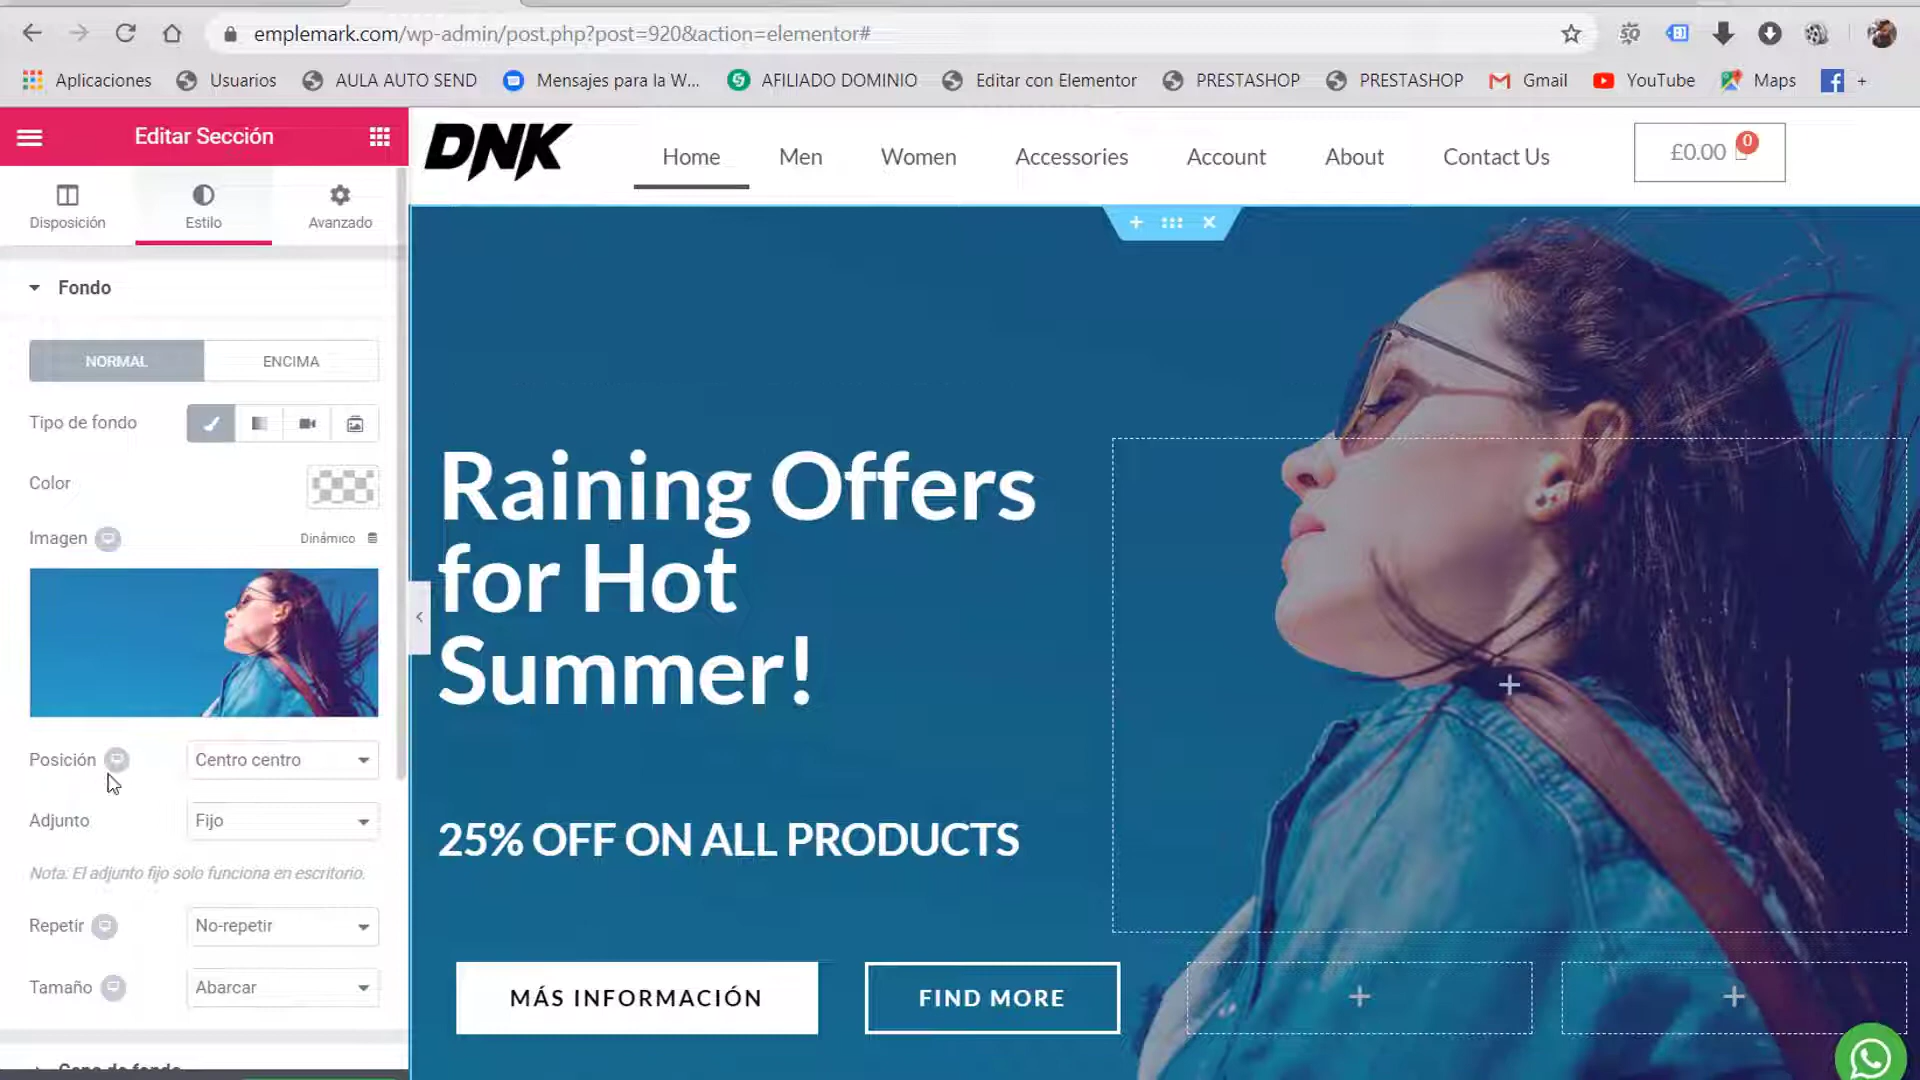 emplemark.com/wp-admin/post.php?post=920&action=elementor#
Aplicaciones
Usuarios
AULA AUTO SEND
Mensajes para la W...
AFILIADO DOMINIO
Editar con Elementor
PRESTASHOP
PRESTASHOP
Gmail
YouTube
Maps
Editar Sección
DNK
Home
Men
Women
Accessories
Account
About
Contact Us
£0.00
0
Disposición
Estilo
Avanzado
Fondo
NORMAL
ENCIMA
Tipo de fondo
Color
Imagen
Dinámico
Posición
Centro centro
Adjunto
Fijo
Nota: El adjunto fijo solo funciona en escritorio.
Repetir
No-repetir
Tamaño
Abarcar
Raining Offers
for Hot
Summer!
25% OFF ON ALL PRODUCTS
MÁS INFORMACIÓN
FIND MORE